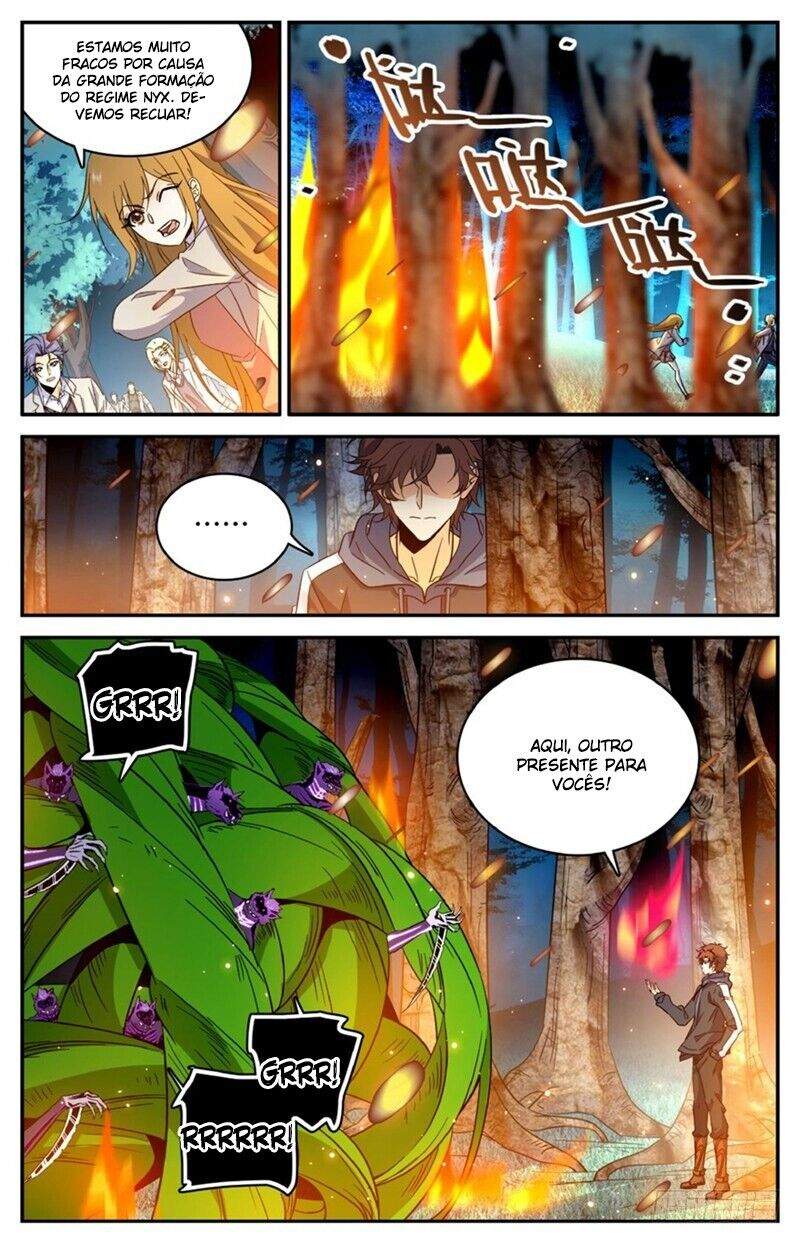 ESTAMOS MUITO
FRACOS POR CAUSA
DA GRANDE FORMAÇÃO
DO REGIME NYX. DE-
VEMOS RECUAR!
......
GRRR!
AQUI, OUTRO
PRESENTE PARA
VOCÊS!
GRRR!
RRRRRR!